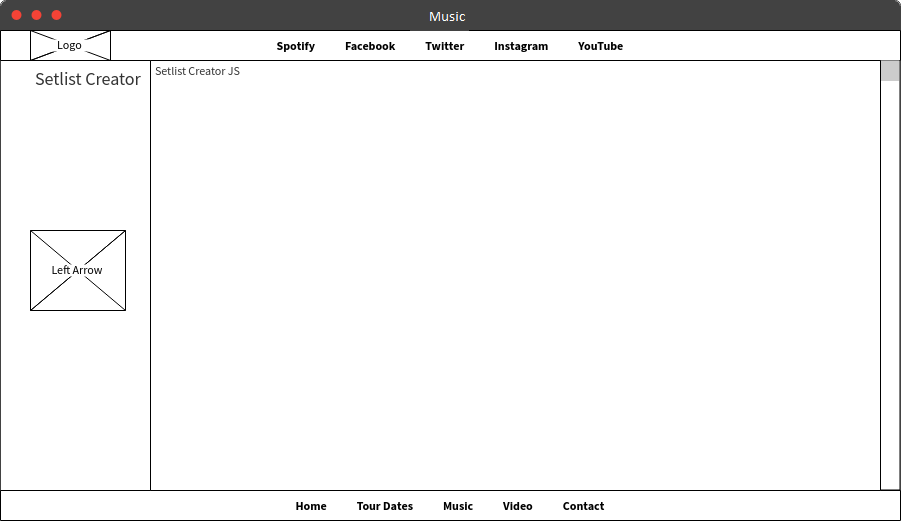 Music
Logo
Spotify Facebook Twitter Instagram YouTube
Setlist Creator
Setlist Creator JS
Left Arrow
Home Tour Dates Music Video Contact